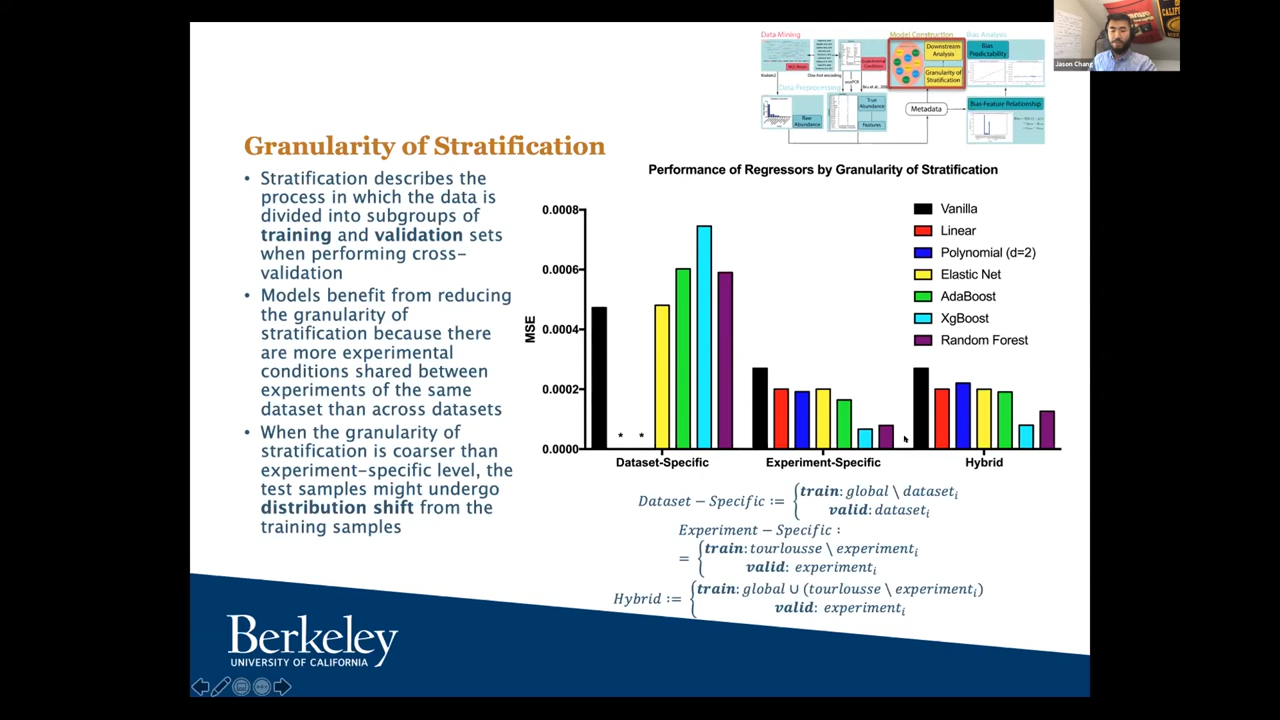 Jason Chang
Data Mining
Model Construction
Bias Analysis
Downstream
Analysis
Granularity of
Stratification
Bias
Predictability
Data Preprocessing
Raw
Abundance
True
Abundance
Features
Metadata
Bias-Feature Relationship
Granularity of Stratification
• Stratification describes the
process in which the data is
divided into subgroups of
training and validation sets
when performing cross-
validation
• Models benefit from reducing
the granularity of
stratification because there
are more experimental
conditions shared between
experiments of the same
dataset than across datasets
• When the granularity of
stratification is coarser than
experiment-specific level, the
test samples might undergo
distribution shift from the
training samples
Performance of Regressors by Granularity of Stratification
MSE
0.0008
0.0006
0.0004
0.0002
0.0000
* *
Dataset-Specific Experiment-Specific Hybrid
Vanilla
Linear
Polynomial (d=2)
Elastic Net
AdaBoost
XgBoost
Random Forest
Dataset − Specific := { train: global \ datasetᵢ
valid: datasetᵢ
Experiment − Specific :
= { train: tourlousse \ experimentᵢ
valid: experimentᵢ
Hybrid := { train: global ∪ (tourlousse \ experimentᵢ)
valid: experimentᵢ
Berkeley
UNIVERSITY OF CALIFORNIA